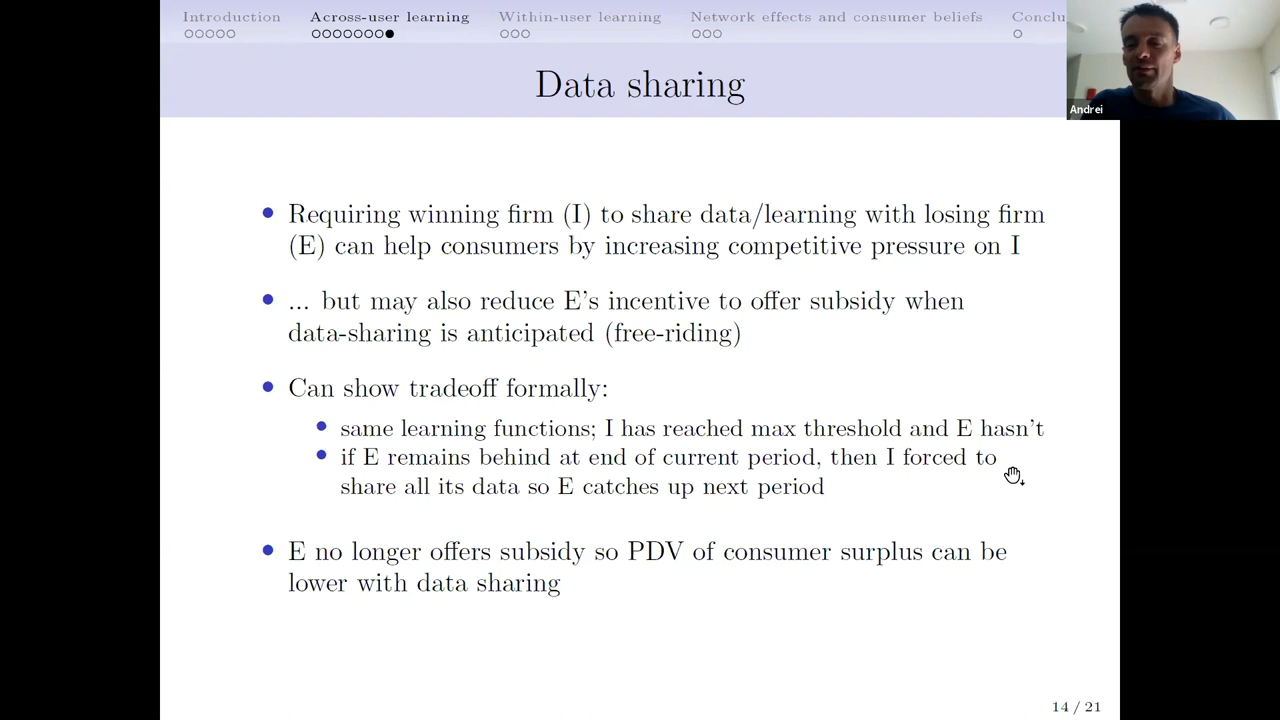 Introduction
Across-user learning
Within-user learning
Network effects and consumer beliefs
Conclu
Andrei
Data sharing
Requiring winning firm (I) to share data/learning with losing firm
(E) can help consumers by increasing competitive pressure on I
... but may also reduce E's incentive to offer subsidy when
data-sharing is anticipated (free-riding)
Can show tradeoff formally:
same learning functions; I has reached max threshold and E hasn't
if E remains behind at end of current period, then I forced to
share all its data so E catches up next period
E no longer offers subsidy so PDV of consumer surplus can be
lower with data sharing
14 / 21